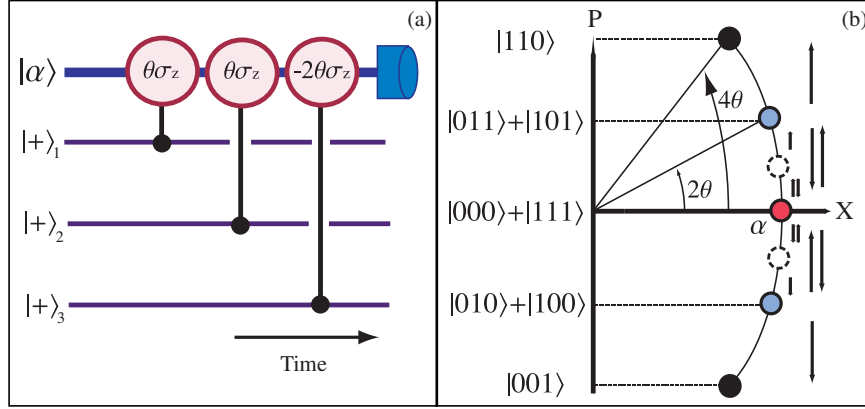 (a)
|α⟩ θσz θσz -2θσz
|+⟩1
|+⟩2
|+⟩3
Time
P (b)
|110⟩
4θ
|011⟩+|101⟩
2θ
|000⟩+|111⟩ α X
|010⟩+|100⟩
|001⟩